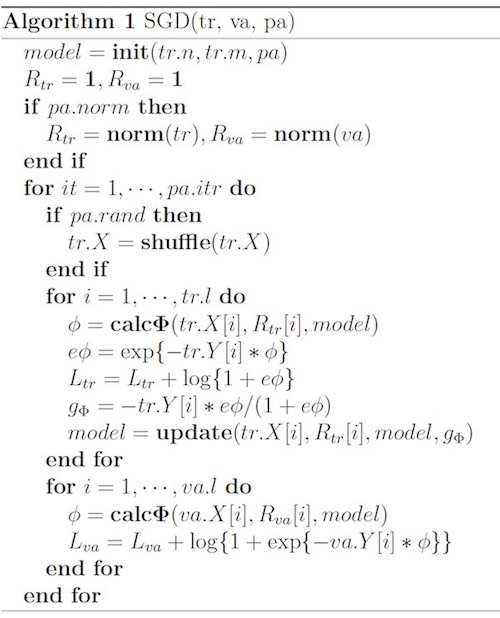 Algorithm 1 SGD(tr, va, pa)
model = init(tr.n, tr.m, pa)
R_tr = 1, R_va = 1
if pa.norm then
R_tr = norm(tr), R_va = norm(va)
end if
for it = 1, ⋯, pa.itr do
if pa.rand then
tr.X = shuffle(tr.X)
end if
for i = 1, ⋯, tr.l do
ϕ = calcΦ(tr.X[i], R_tr[i], model)
eϕ = exp{−tr.Y[i] * ϕ}
L_tr = L_tr + log{1 + eϕ}
g_Φ = −tr.Y[i] * eϕ/(1 + eϕ)
model = update(tr.X[i], R_tr[i], model, g_Φ)
end for
for i = 1, ⋯, va.l do
ϕ = calcΦ(va.X[i], R_va[i], model)
L_va = L_va + log{1 + exp{−va.Y[i] * ϕ}}
end for
end for